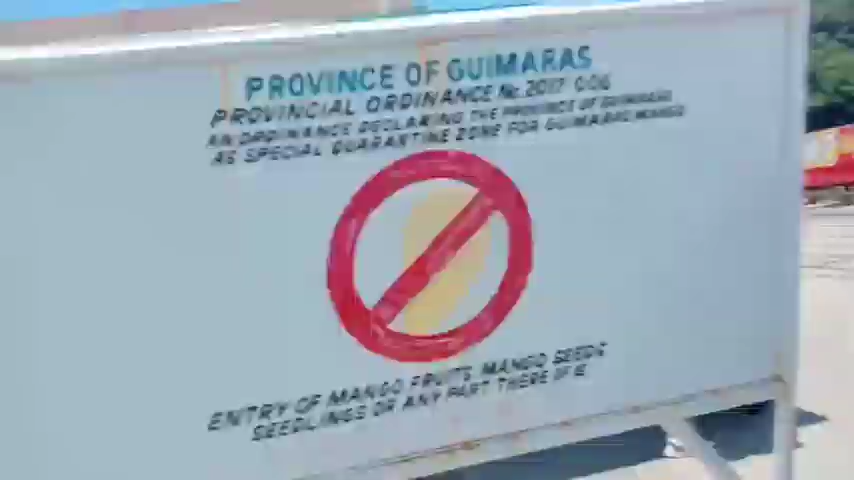 PROVINCE OF GUIMARAS
PROVINCIAL ORDINANCE No. 2017 006
AN ORDINANCE DECLARING THE PROVINCE OF GUIMARAS
AS SPECIAL QUARANTINE ZONE FOR GUIMARAS MANGO
ENTRY OF MANGO FRUITS MANGO SEEDS
SEEDLINGS OR ANY PART THERE OF IS